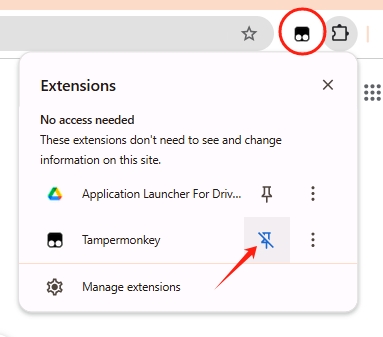 Extensions
No access needed
These extensions don't need to see and change
information on this site.
Application Launcher For Driv...
Tampermonkey
Manage extensions